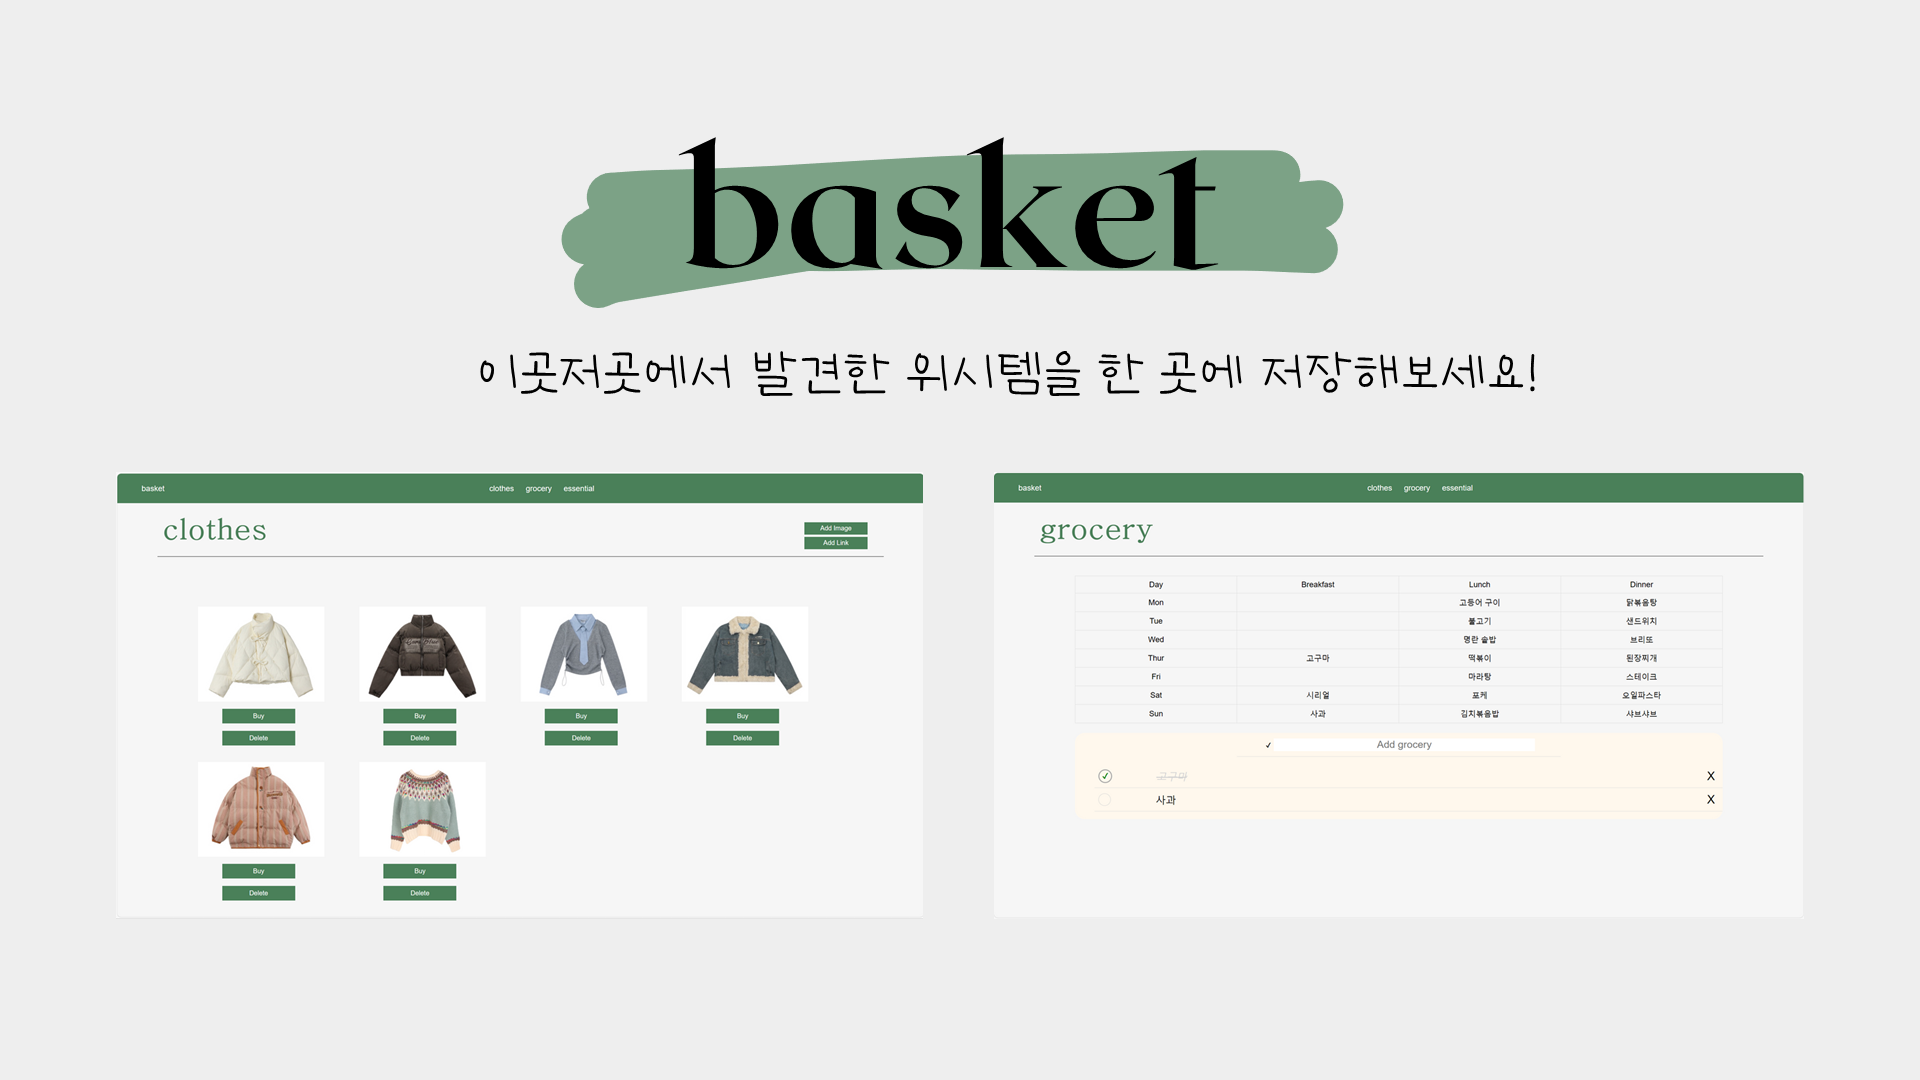 basket
이곳저곳에서 발견한 위시템을 한 곳에 저장해보세요!
basket clothes grocery essential
clothes
Add Image
Add Link
Buy Buy Buy Buy
Delete Delete Delete Delete
Buy Buy
Delete Delete
basket clothes grocery essential
grocery
Day Breakfast Lunch Dinner
Mon 고등어 구이 닭볶음탕
Tue 불고기 샌드위치
Wed 명란 솥밥 브리또
Thur 고구마 떡볶이 된장찌개
Fri 마라탕 스테이크
Sat 시리얼 포케 오일파스타
Sun 사과 김치볶음밥 샤브샤브
✓ Add grocery
✓ 고구마 X
사과 X